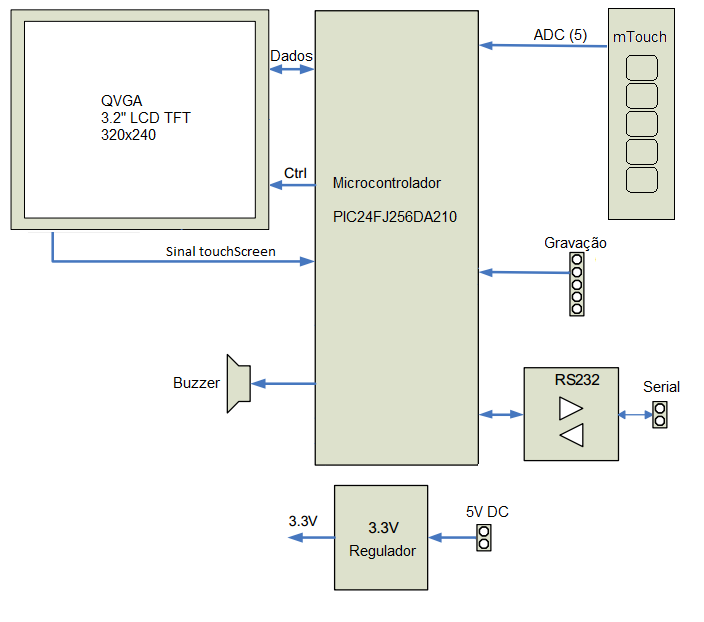 ADC (5)
mTouch
Dados
QVGA
3.2" LCD TFT
320x240
Ctrl
Microcontrolador
PIC24FJ256DA210
Sinal touchScreen
Gravação
Buzzer
RS232
Serial
5V DC
3.3V
3.3V
Regulador